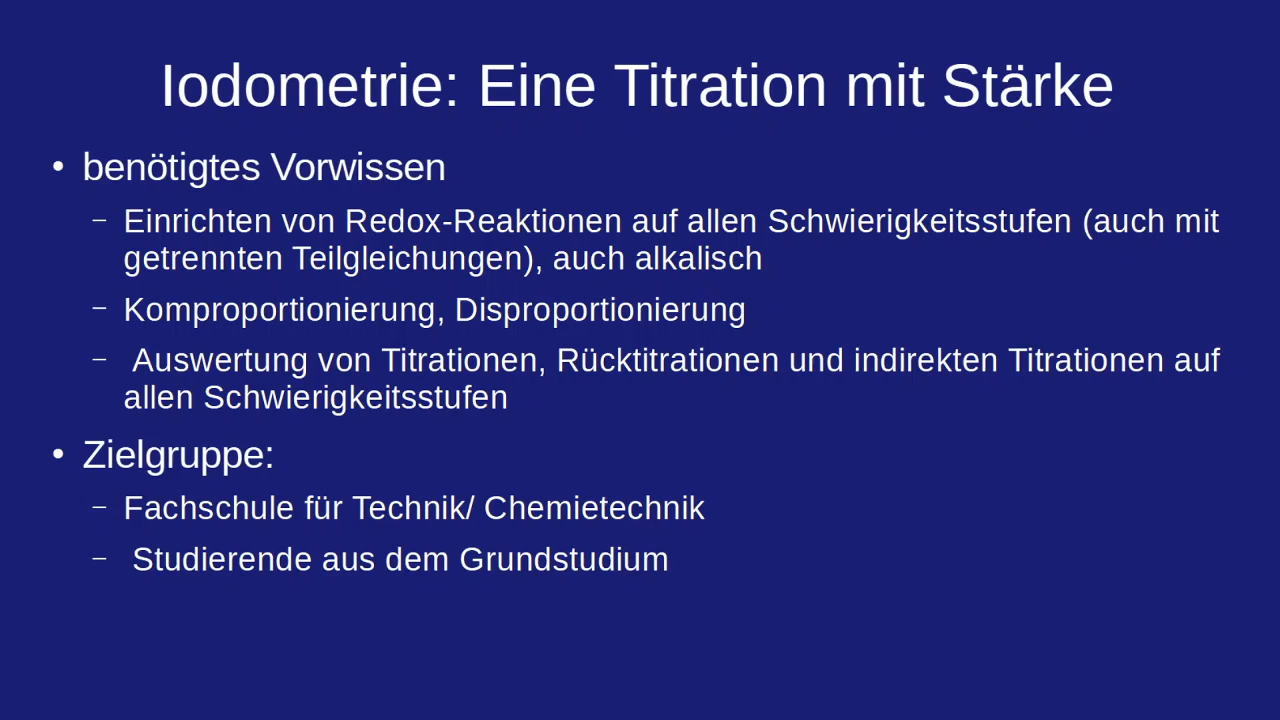 Iodometrie: Eine Titration mit Stärke
• benötigtes Vorwissen
– Einrichten von Redox-Reaktionen auf allen Schwierigkeitsstufen (auch mit
getrennten Teilgleichungen), auch alkalisch
– Komproportionierung, Disproportionierung
– Auswertung von Titrationen, Rücktitrationen und indirekten Titrationen auf
allen Schwierigkeitsstufen
• Zielgruppe:
– Fachschule für Technik/ Chemietechnik
– Studierende aus dem Grundstudium